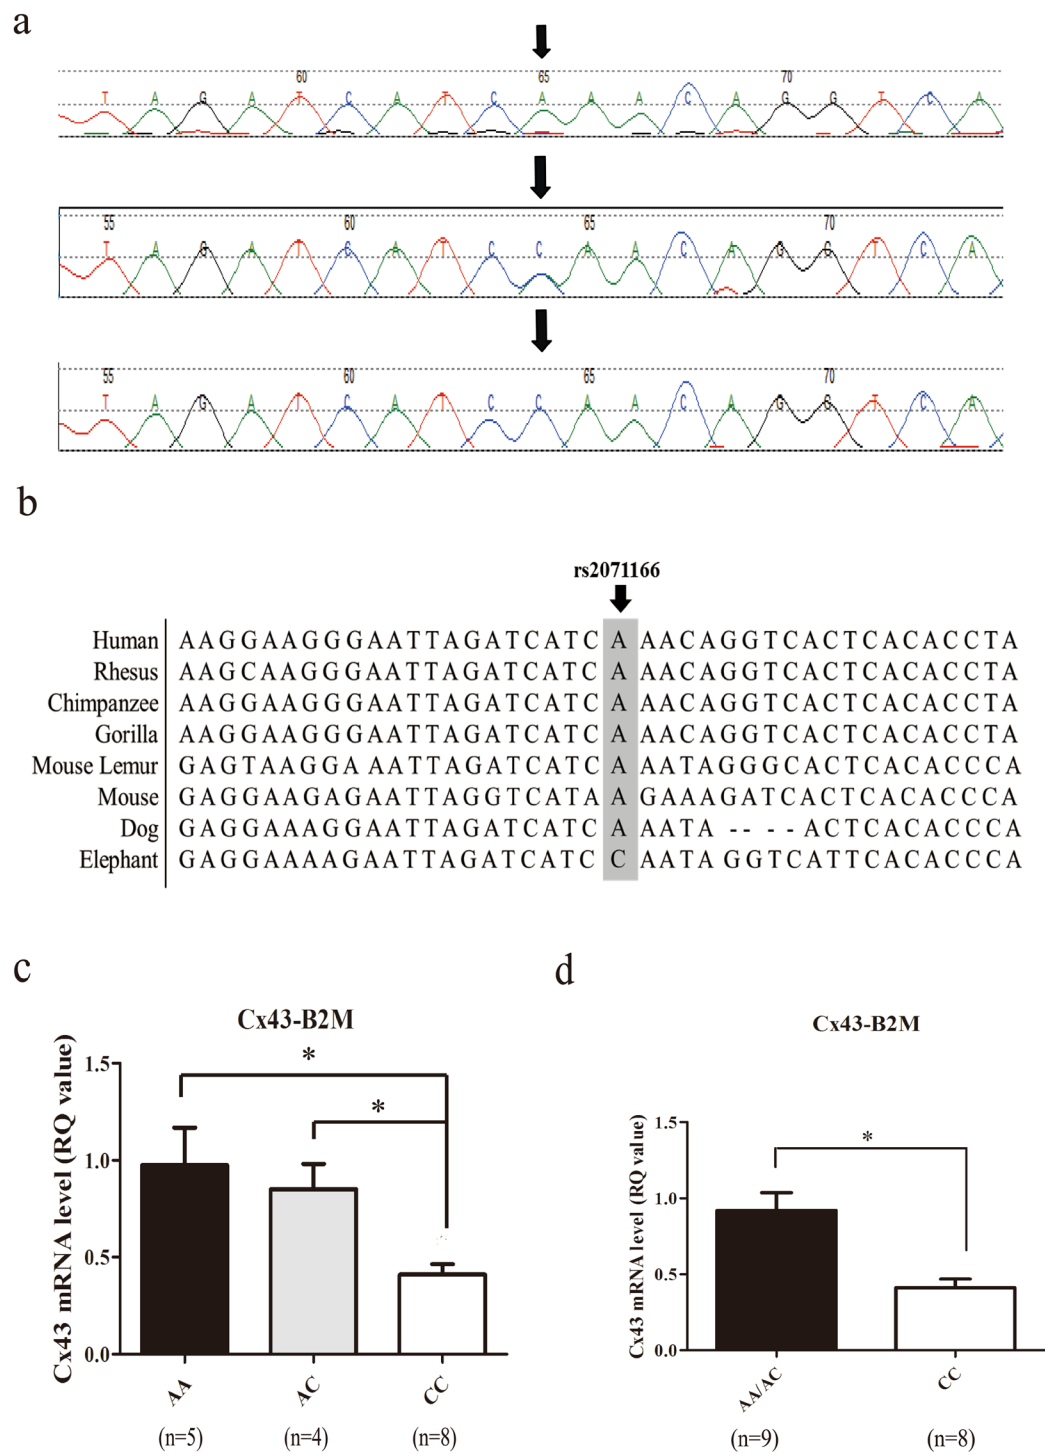 a
60 65 70
T A G A T C A T C A A A C A G G T C A
55 60 65 70
T A G A T C A T C C A A C A G G T C A
55 60 65 70
T A G A T C A T C C A A C A G G T C A
b
rs2071166
Human AAGGAAGGGAATTAGATCATC A AACAGGTCACTCACACCTA
Rhesus AAGCAAGGGAATTAGATCATC A AACAGGTCACTCACACCTA
Chimpanzee AAGGAAGGGAATTAGATCATC A AACAGGTCACTCACACCTA
Gorilla AAGGAAGGGAATTAGATCATC A AACAGGTCACTCACACCTA
Mouse Lemur GAGTAAGGAAATTAGATCATC A AATAGGGCACTCACACCCA
Mouse GAGGAAGAGAATTAGGTCATA A GAAAGATCACTCACACCCA
Dog GAGGAAAGGAATTAGATCATC A AATA - - - - ACTCACACCCA
Elephant GAGGAAAAGAATTAGATCATC C AATAGGTCATTCACACCCA
c
Cx43-B2M
Cx43 mRNA level (RQ value)
1.5
1.0
0.5
0.0
*
*
AA AC CC
(n=5) (n=4) (n=8)
d
Cx43-B2M
Cx43 mRNA level (RQ value)
1.5
1.0
0.5
0.0
*
AA/AC CC
(n=9) (n=8)